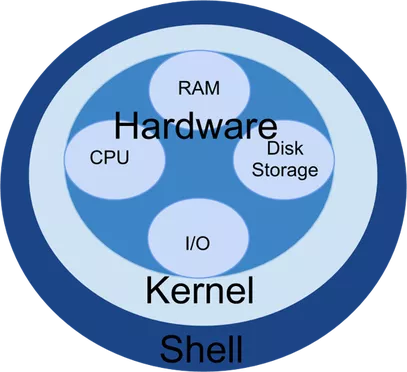 RAM
Hardware
CPU
Disk
Storage
I/O
Kernel
Shell